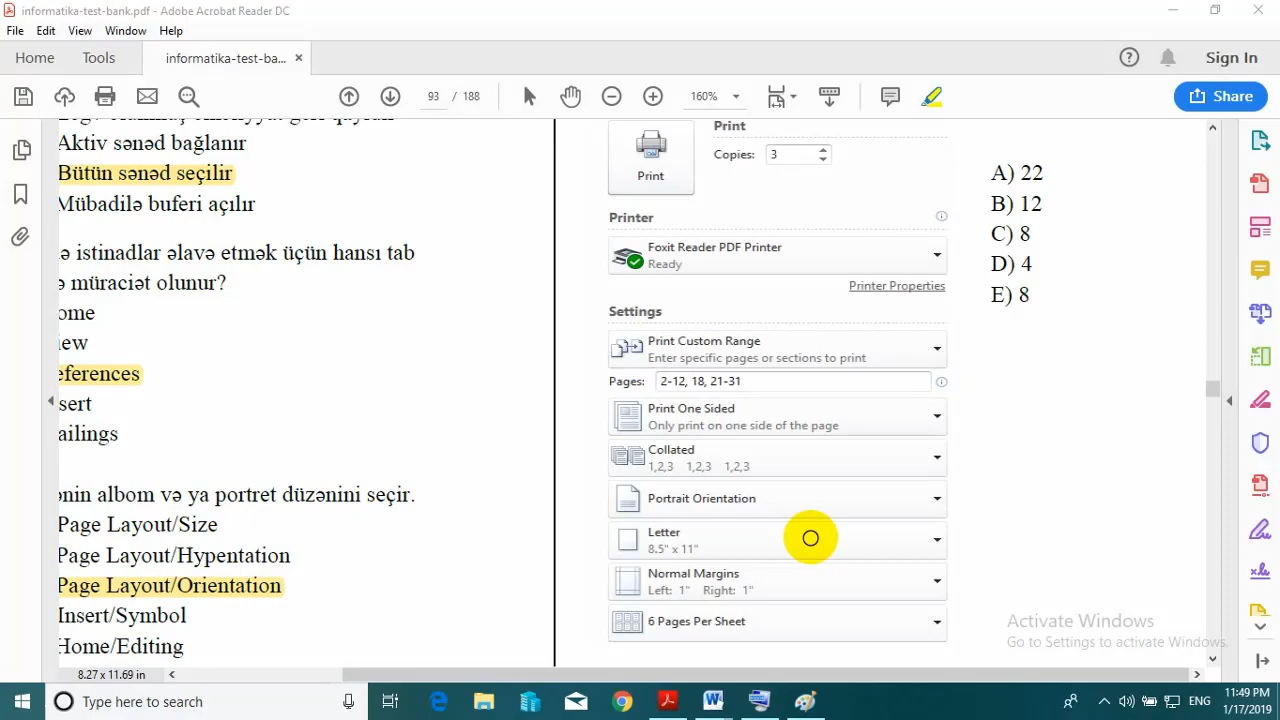 informatika-test-bank.pdf - Adobe Acrobat Reader DC
File Edit View Window Help
Home Tools informatika-test-ba... × Sign In
93 / 188 160% Share
Aktiv sənəd bağlanır
Bütün sənəd seçilir
Mübadilə buferi açılır
ə istinadlar əlavə etmək üçün hansı tab
ə müraciət olunur?
ome
iew
eferences
sert
ailings
ənin albom və ya portret düzənini seçir.
Page Layout/Size
Page Layout/Hypentation
Page Layout/Orientation
Insert/Symbol
Home/Editing
8.27 x 11.69 in
Print
Print
Copies: 3
Printer
Foxit Reader PDF Printer
Ready
Printer Properties
Settings
Print Custom Range
Enter specific pages or sections to print
Pages: 2-12, 18, 21-31
Print One Sided
Only print on one side of the page
Collated
1,2,3 1,2,3 1,2,3
Portrait Orientation
Letter
8.5" x 11"
Normal Margins
Left: 1" Right: 1"
6 Pages Per Sheet
A) 22
B) 12
C) 8
D) 4
E) 8
Activate Windows
Go to Settings to activate Windows.
Type here to search
ENG
11:49 PM
1/17/2019